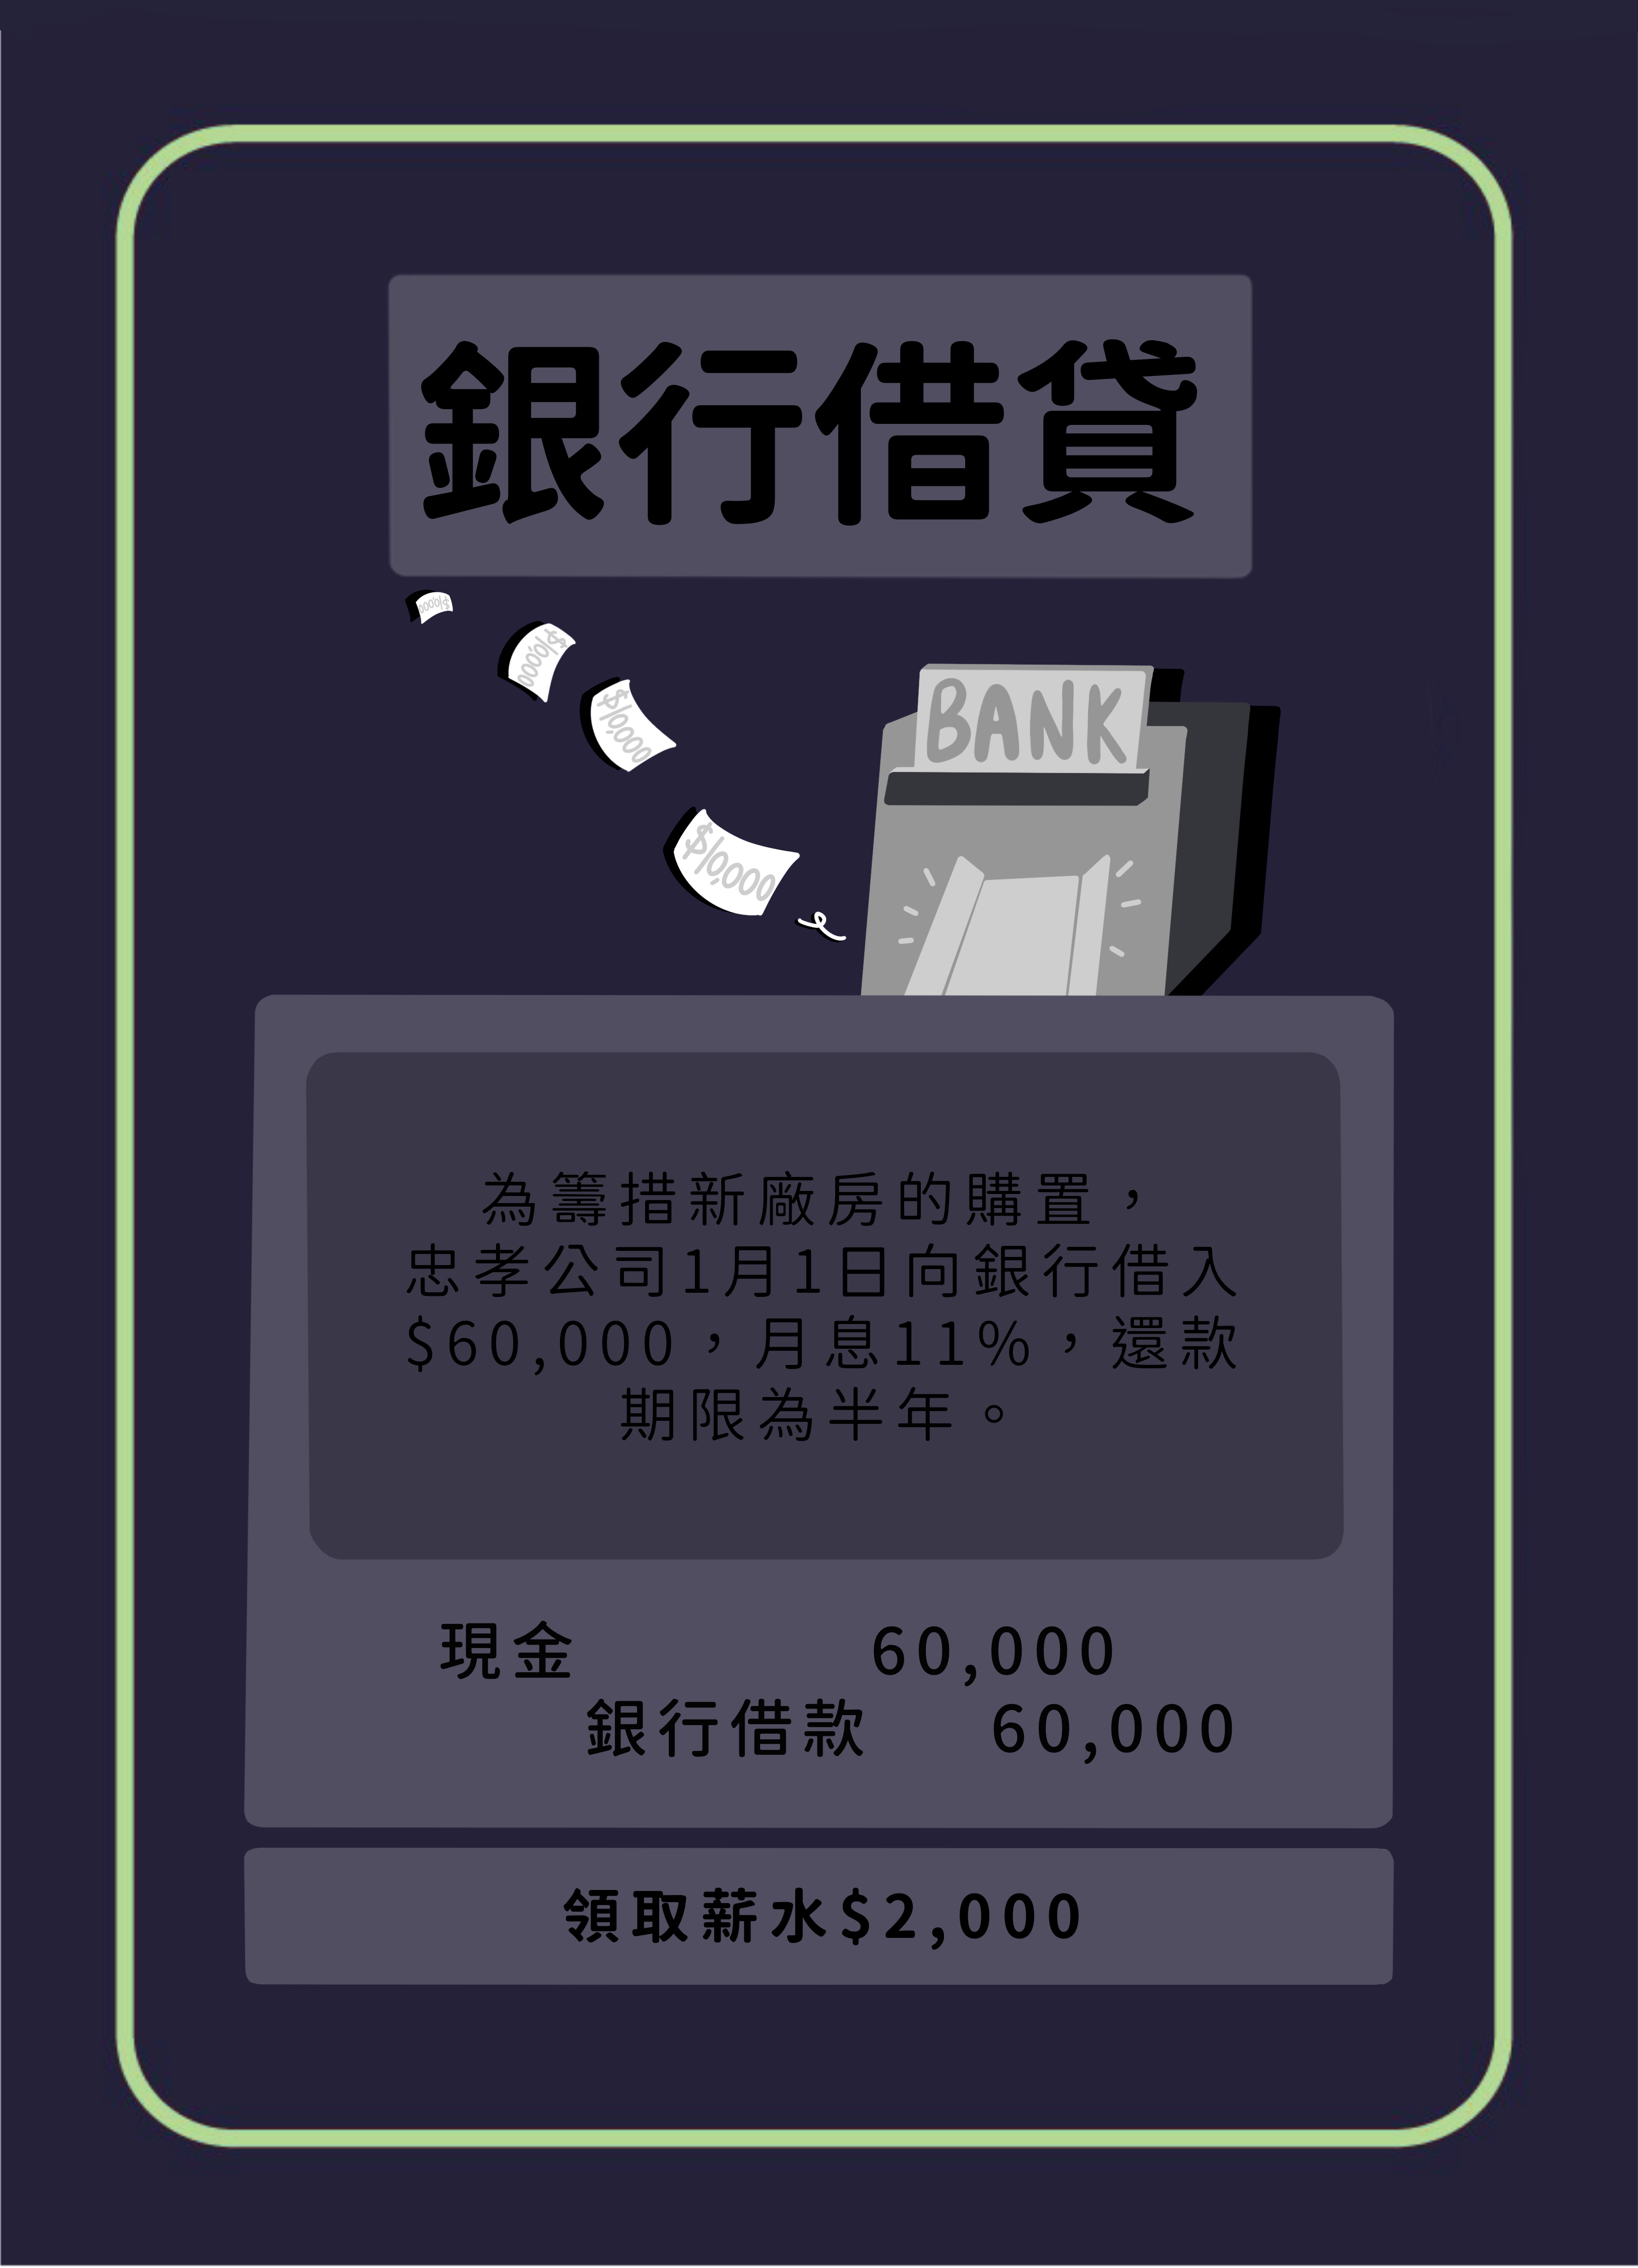 銀行借貸
$10,000
$10,000
$10,000
$10,000
BANK
為籌措新廠房的購置，
忠孝公司1月1日向銀行借入
$60,000，月息11%，還款
期限為半年。
現金 60,000
銀行借款 60,000
領取薪水$2,000